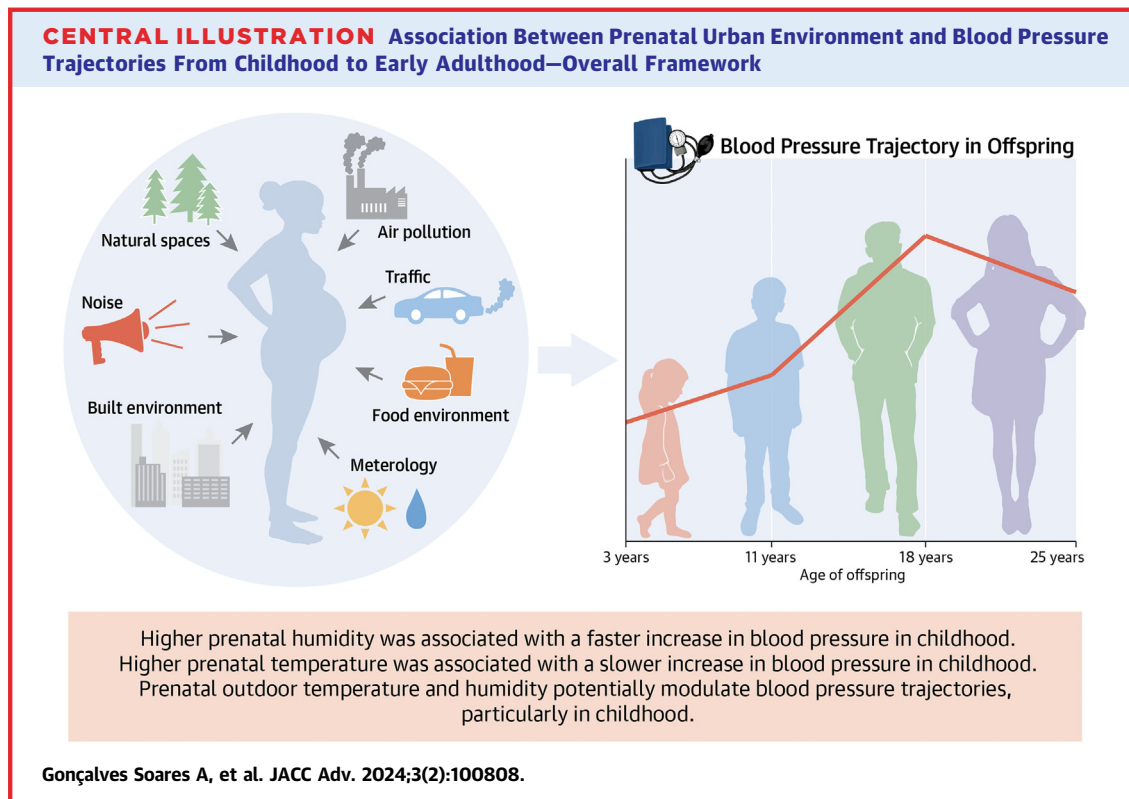 CENTRAL ILLUSTRATION Association Between Prenatal Urban Environment and Blood Pressure
Trajectories From Childhood to Early Adulthood—Overall Framework
Natural spaces
Air pollution
Noise
Traffic
Built environment
Food environment
Meterology
Blood Pressure Trajectory in Offspring
3 years
11 years
18 years
25 years
Age of offspring
Higher prenatal humidity was associated with a faster increase in blood pressure in childhood.
Higher prenatal temperature was associated with a slower increase in blood pressure in childhood.
Prenatal outdoor temperature and humidity potentially modulate blood pressure trajectories,
particularly in childhood.
Gonçalves Soares A, et al. JACC Adv. 2024;3(2):100808.